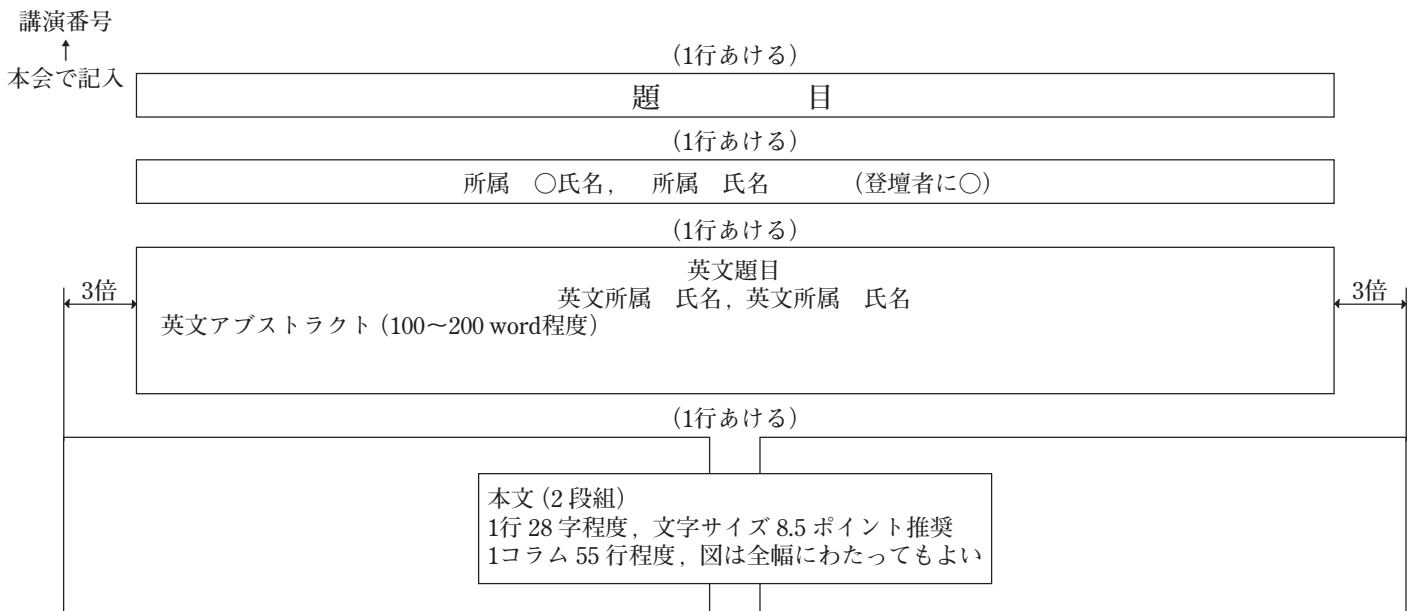 講演番号
↑
本会で記入
(1行あける)
題　　　目
(1行あける)
所属　○氏名，　所属　氏名　　　(登壇者に○)
(1行あける)
英文題目
3倍
3倍
英文所属　氏名，英文所属　氏名
英文アブストラクト (100〜200 word程度)
(1行あける)
本文 (2 段組)
1行 28 字程度，文字サイズ 8.5 ポイント推奨
1コラム 55 行程度，図は全幅にわたってもよい